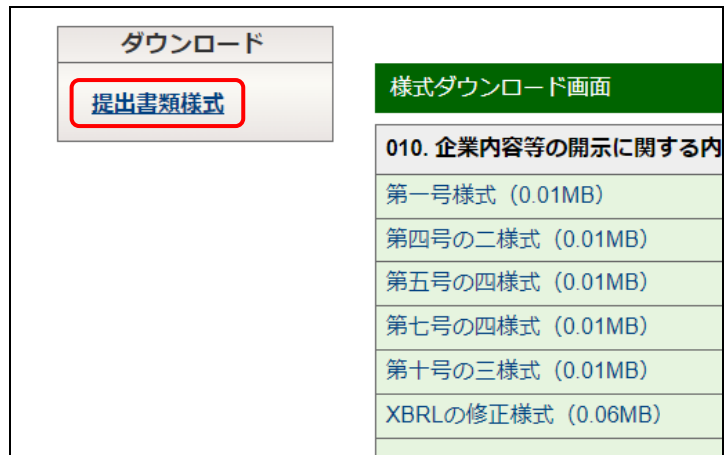 ダウンロード
提出書類様式
様式ダウンロード画面
010. 企業内容等の開示に関する内
第一号様式（0.01MB）
第四号の二様式（0.01MB）
第五号の四様式（0.01MB）
第七号の四様式（0.01MB）
第十号の三様式（0.01MB）
XBRLの修正様式（0.06MB）